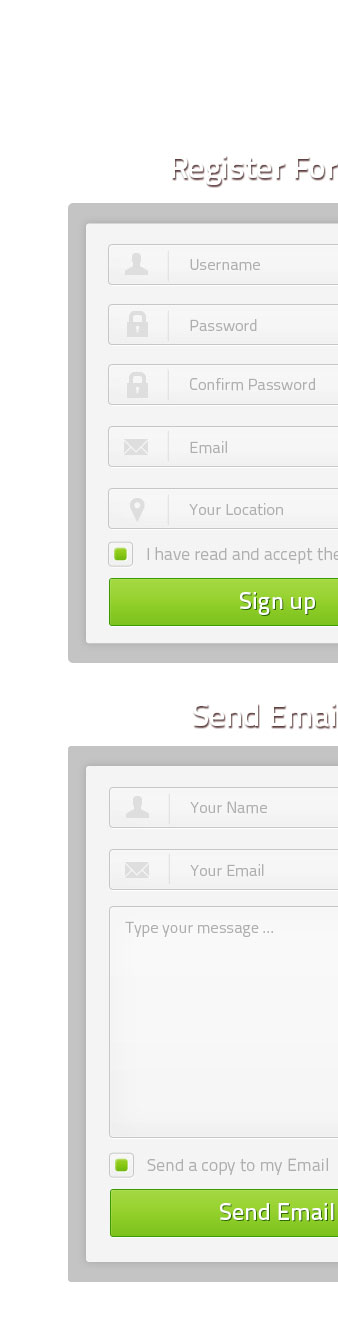 Register For
Username
Password
Confirm Password
Email
Your Location
I have read and accept the
Sign up
Send Emai
Your Name
Your Email
Type your message ...
Send a copy to my Email
Send Email